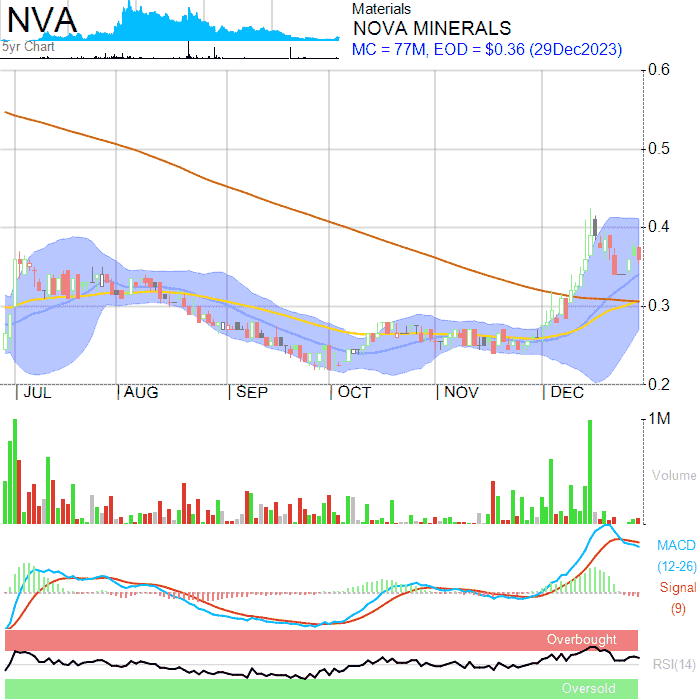 NVA
5yr Chart
Materials
NOVA MINERALS
MC = 77M, EOD = $0.36 (29Dec2023)
0.6
0.5
0.4
0.3
0.2
JUL AUG SEP OCT NOV DEC
1M
Volume
MACD
(12-26)
Signal
(9)
Overbought
RSI(14)
Oversold